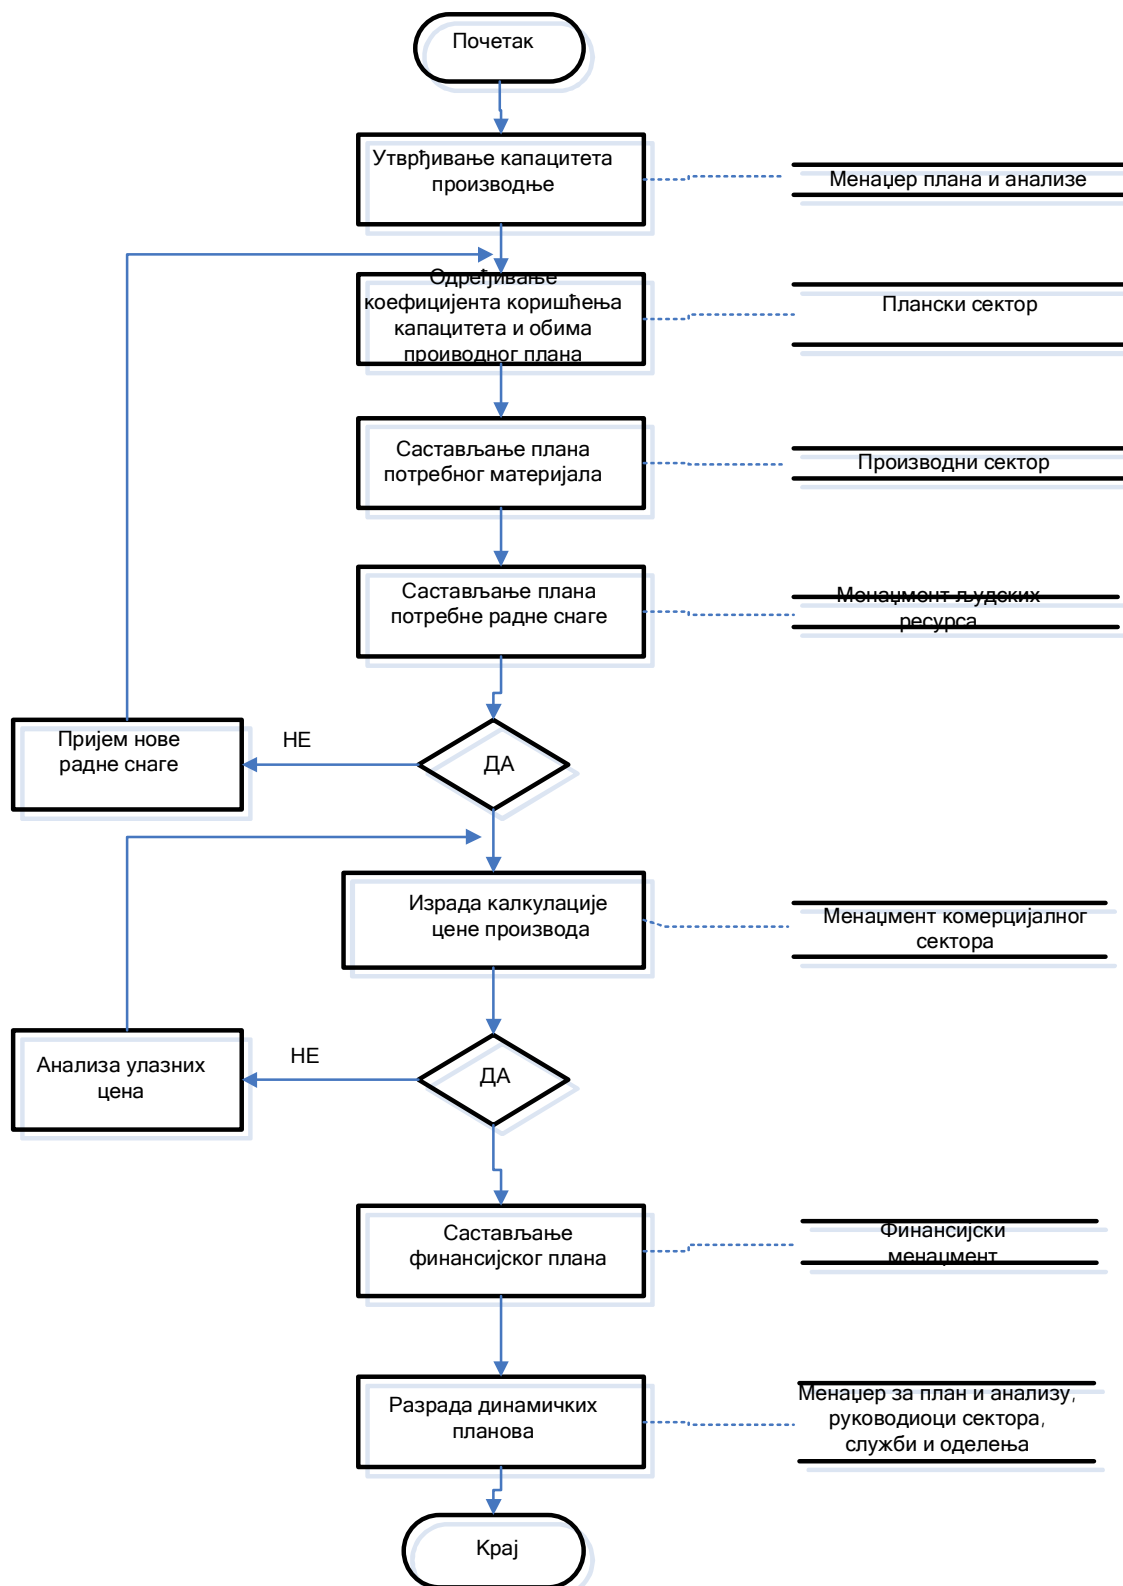 Почетак
Утврђивање капацитета
производње
Менаџер плана и анализе
Одређивање
коефицијента коришћења
капацитета и обима
проиводног плана
Плански сектор
Састављање плана
потребног материјала
Производни сектор
Састављање плана
потребне радне снаге
Менаџмент људских
ресурса
Пријем нове
радне снаге
НЕ
ДА
Израда калкулације
цене производа
Менаџмент комерцијалног
сектора
Анализа улазних
цена
НЕ
ДА
Састављање
финансијског плана
Финансијски
менаџмент
Разрада динамичких
планова
Менаџер за план и анализу,
руководиоци сектора,
службе и оделења
Крај